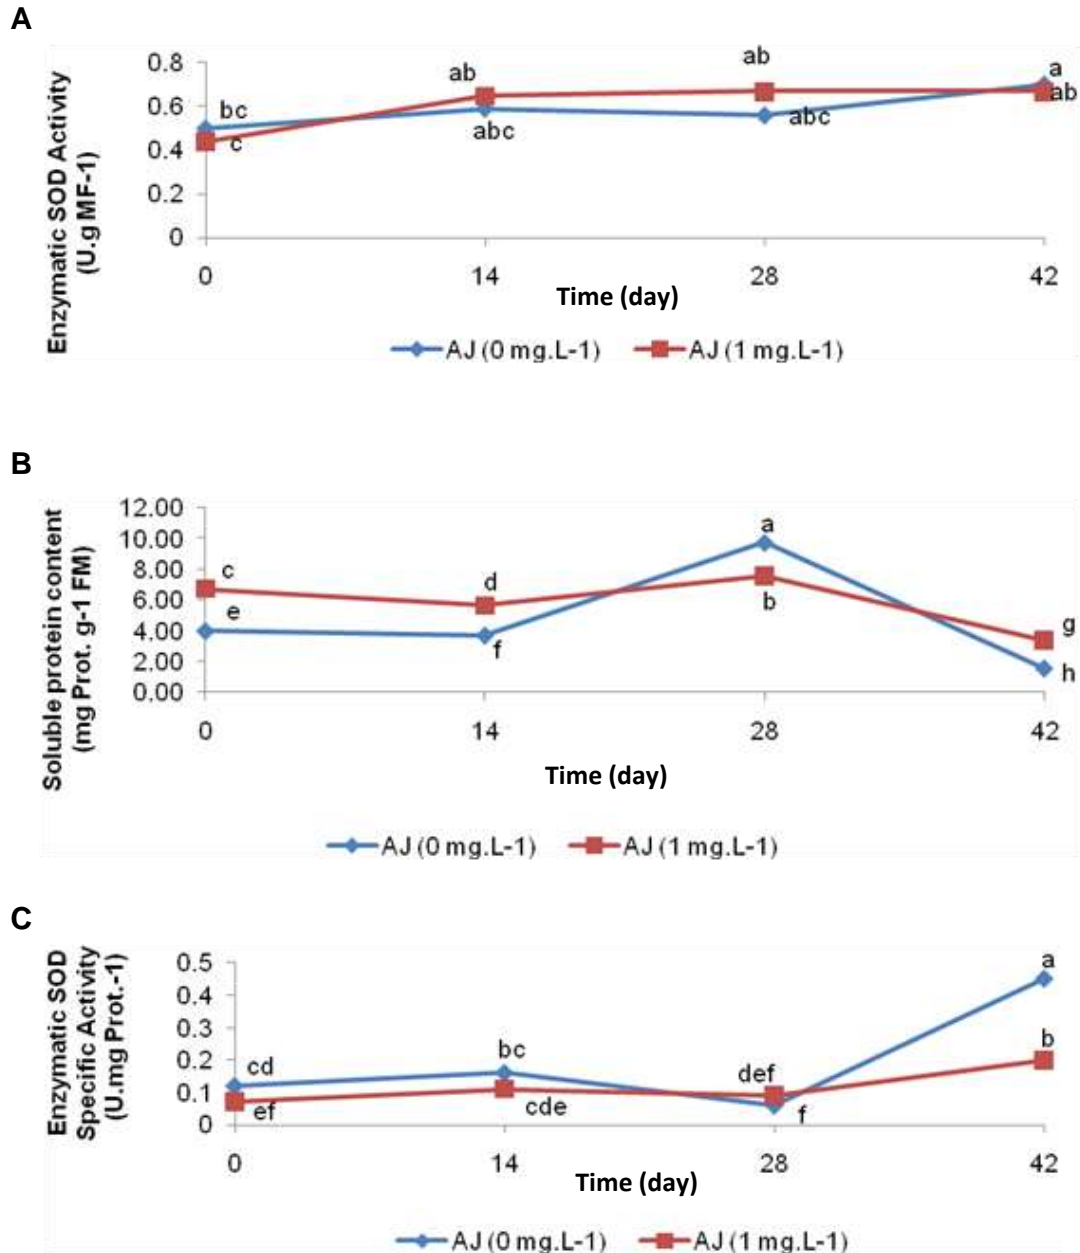 A
Enzymatic SOD Activity
(U.g MF-1)
0.8
0.6
0.4
0.2
0
bc
c
ab
abc
ab
abc
a
ab
0 14 28 42
Time (day)
AJ (0 mg.L-1) AJ (1 mg.L-1)
B
Soluble protein content
(mg Prot. g-1 FM)
12.00
10.00
8.00
6.00
4.00
2.00
0.00
c
e
d
f
a
b
g
h
0 14 28 42
Time (day)
AJ (0 mg.L-1) AJ (1 mg.L-1)
C
Enzymatic SOD
Specific Activity
(U.mg Prot.-1)
0.5
0.4
0.3
0.2
0.1
0
cd
ef
bc
cde
def
f
a
b
0 14 28 42
Time (day)
AJ (0 mg.L-1) AJ (1 mg.L-1)